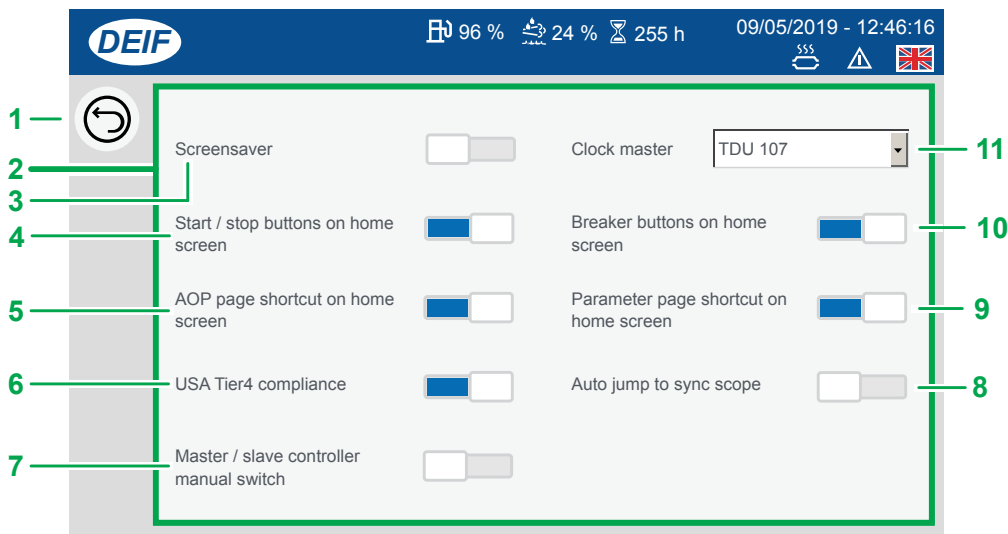 DEIF
96 % 24 % 255 h
09/05/2019 - 12:46:16
1
2
3
4
5
6
7
Screensaver
Clock master
TDU 107
11
Start / stop buttons on home
screen
Breaker buttons on home
screen
10
AOP page shortcut on home
screen
Parameter page shortcut on
home screen
9
USA Tier4 compliance
Auto jump to sync scope
8
Master / slave controller
manual switch